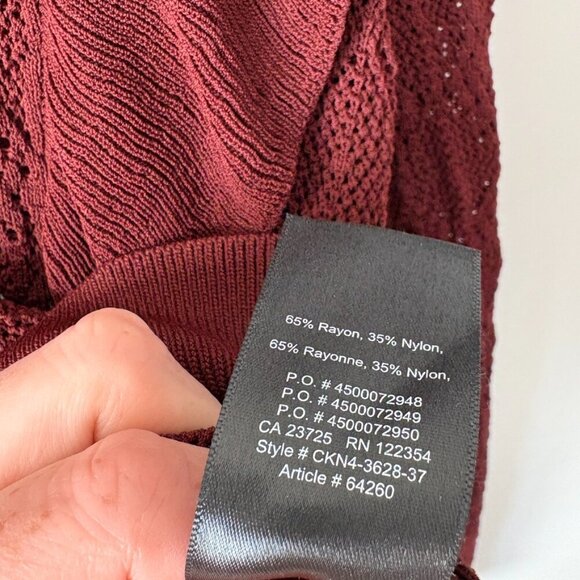 65% Rayon, 35% Nylon,
65% Rayonne, 35% Nylon,
P.O. # 4500072948
P.O. # 4500072949
P.O. # 4500072950
CA 23725 RN 122354
Style # CKN4-3628-37
Article # 64260